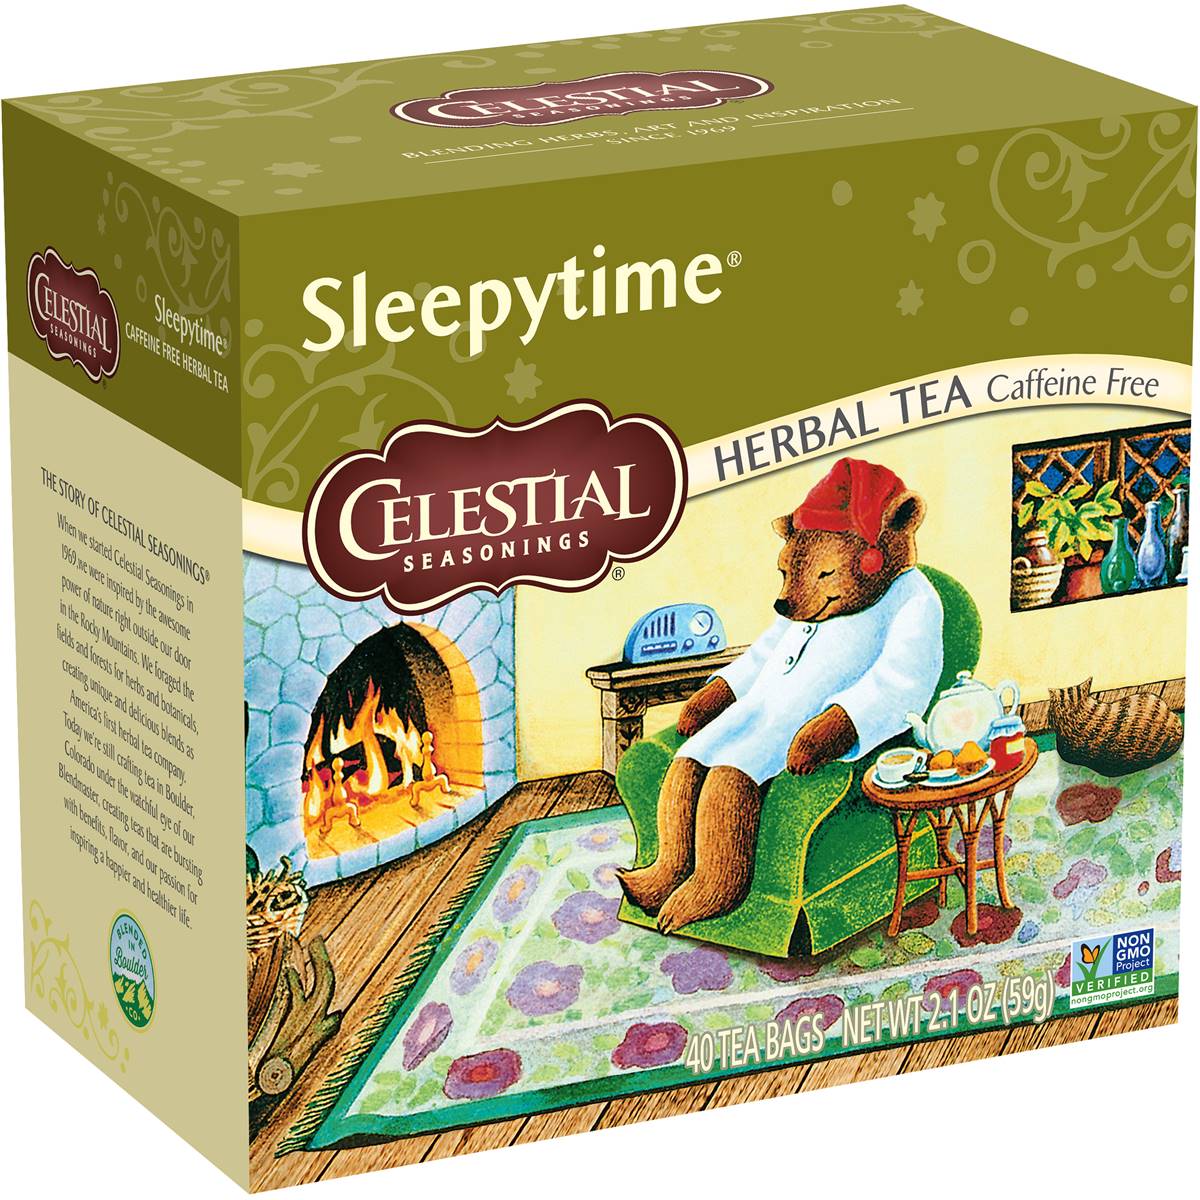 CELESTIAL
SEASONINGS
BLENDING HERBS, ART AND INSPIRATION
SINCE 1969
Sleepytime®
HERBAL TEA Caffeine Free
CELESTIAL
SEASONINGS
®
40 TEA BAGS NET WT 2.1 OZ (59g)
NON
GMO
Project
VERIFIED
nongmoproject.org
CELESTIAL
SEASONINGS
Sleepytime®
CAFFEINE FREE HERBAL TEA
THE STORY OF CELESTIAL SEASONINGS®
When we started Celestial Seasonings in
1969, we were inspired by the awesome
power of nature right outside our door
in the Rocky Mountains. We foraged the
fields and forests for herbs and botanicals,
creating unique and delicious blends as
America's first herbal tea company.
Today we're still crafting tea in Boulder,
Colorado under the watchful eye of our
Blendmaster, creating teas that are bursting
with benefits, flavor, and our passion for
inspiring a happier and healthier life.
BLENDED
IN
Boulder
CO